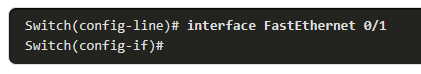 Switch(config-line)# interface FastEthernet 0/1
Switch(config-if)#